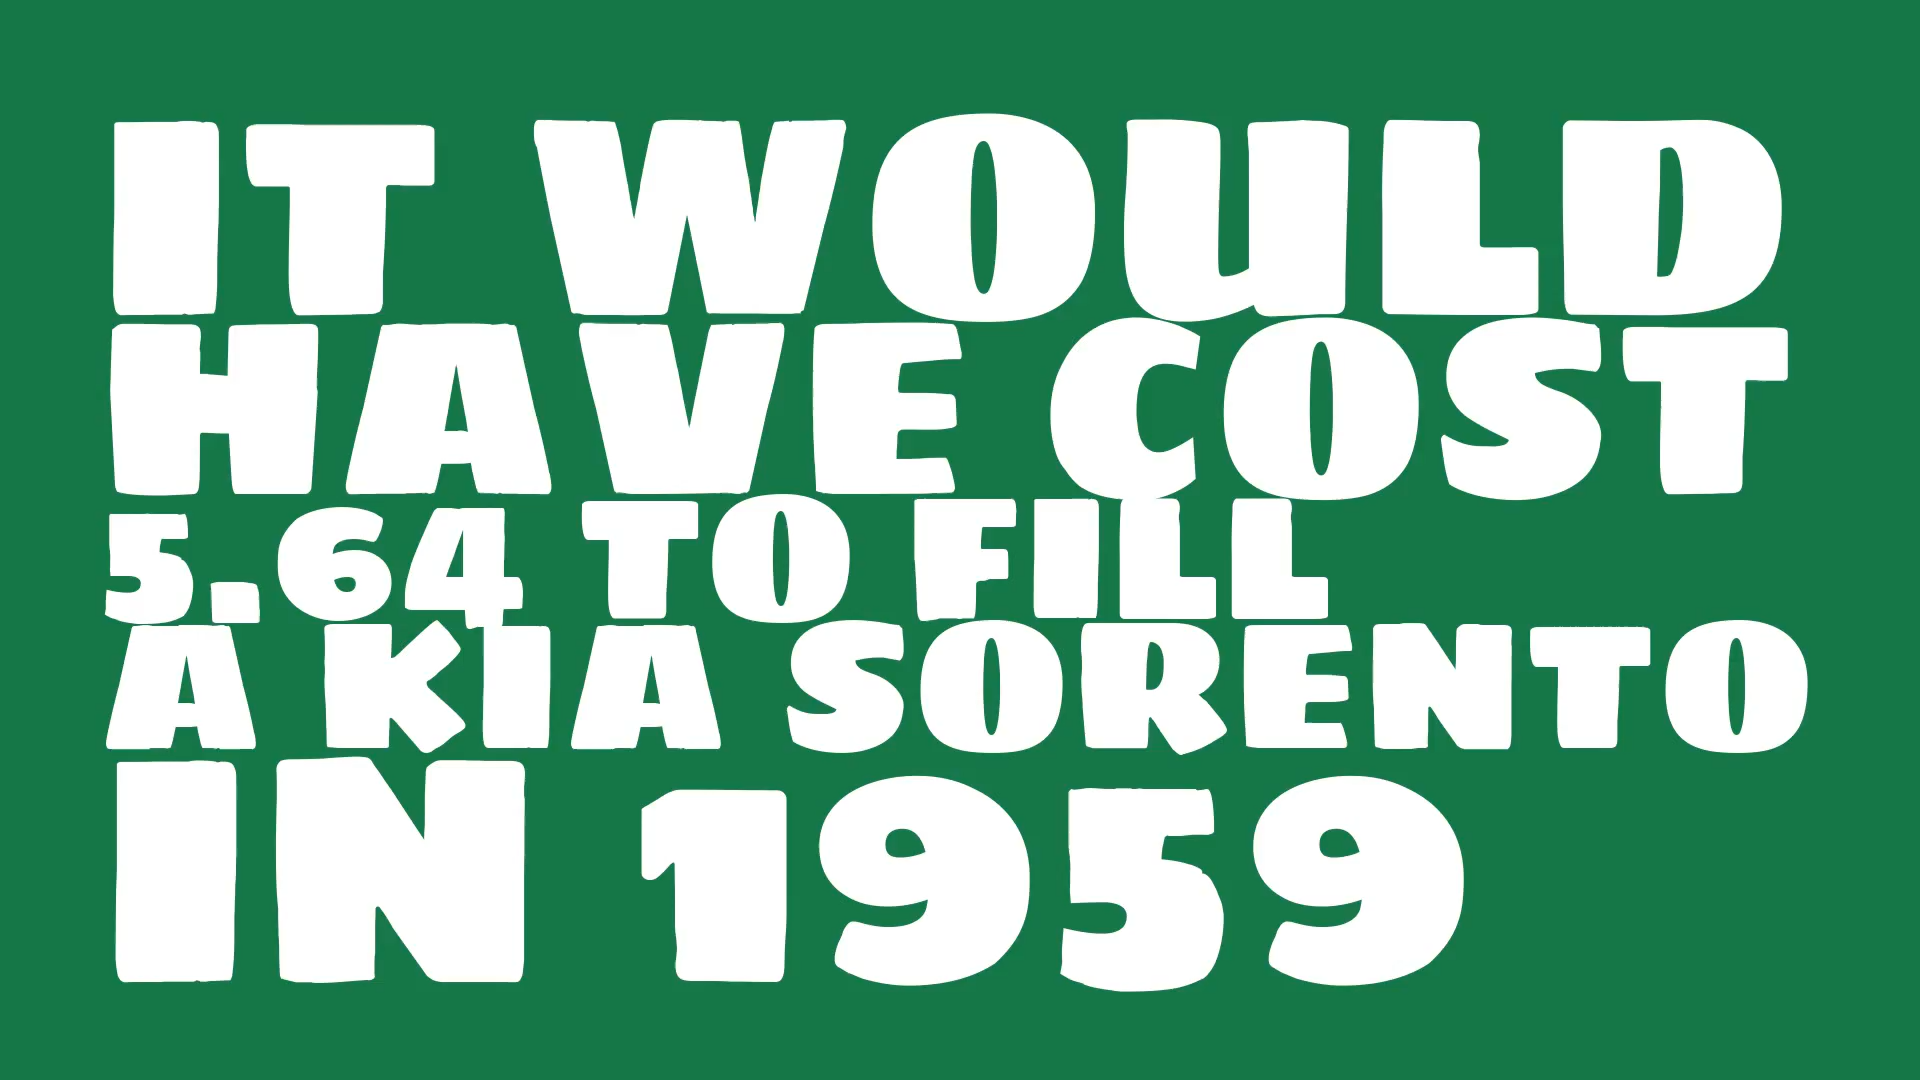 IT WOULD
HAVE COST
5.64 TO FILL
A KIA SORENTO
IN 1959